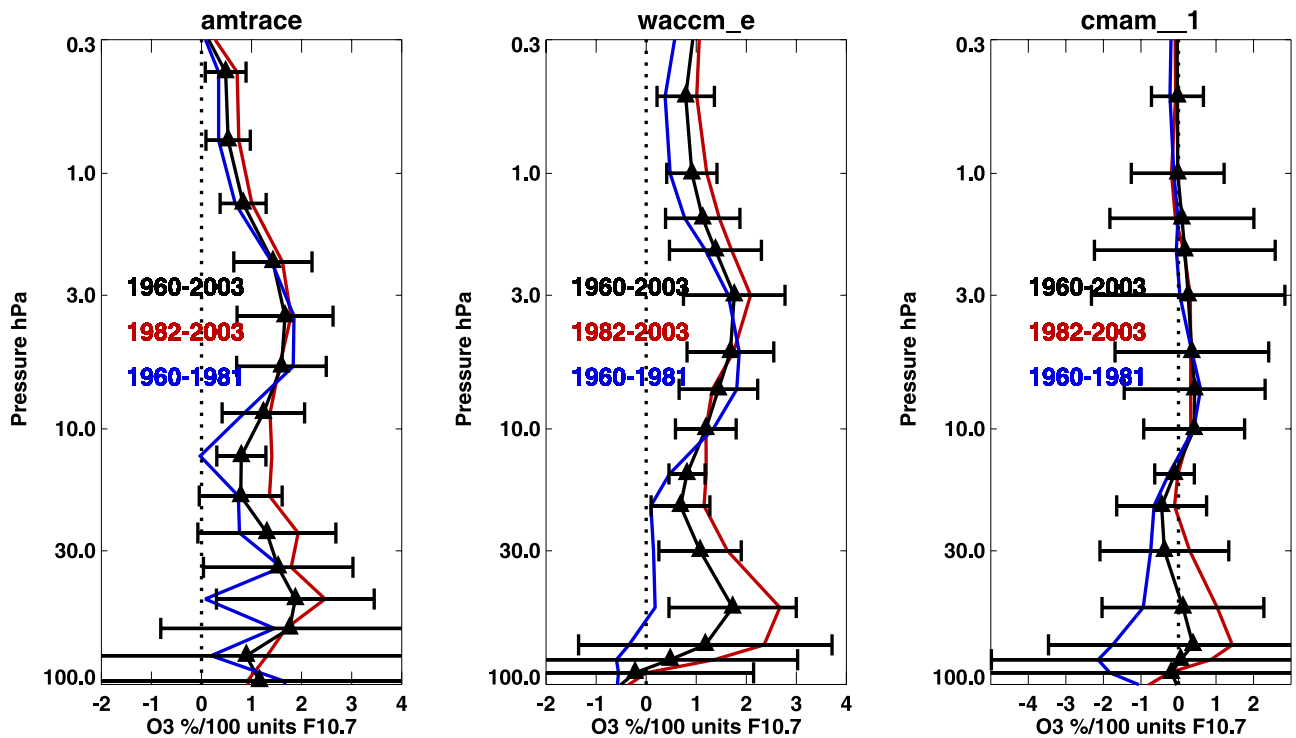 amtrace
0.3
1.0
3.0
10.0
30.0
100.0
Pressure hPa
1960-2003
1982-2003
1960-1981
-2 -1 0 1 2 3 4
O3 %/100 units F10.7
waccm_e
0.3
1.0
3.0
10.0
30.0
100.0
Pressure hPa
1960-2003
1982-2003
1960-1981
-2 -1 0 1 2 3 4
O3 %/100 units F10.7
cmam__1
0.3
1.0
3.0
10.0
30.0
100.0
Pressure hPa
1960-2003
1982-2003
1960-1981
-5 -4 -3 -2 -1 0 1 2 3
O3 %/100 units F10.7